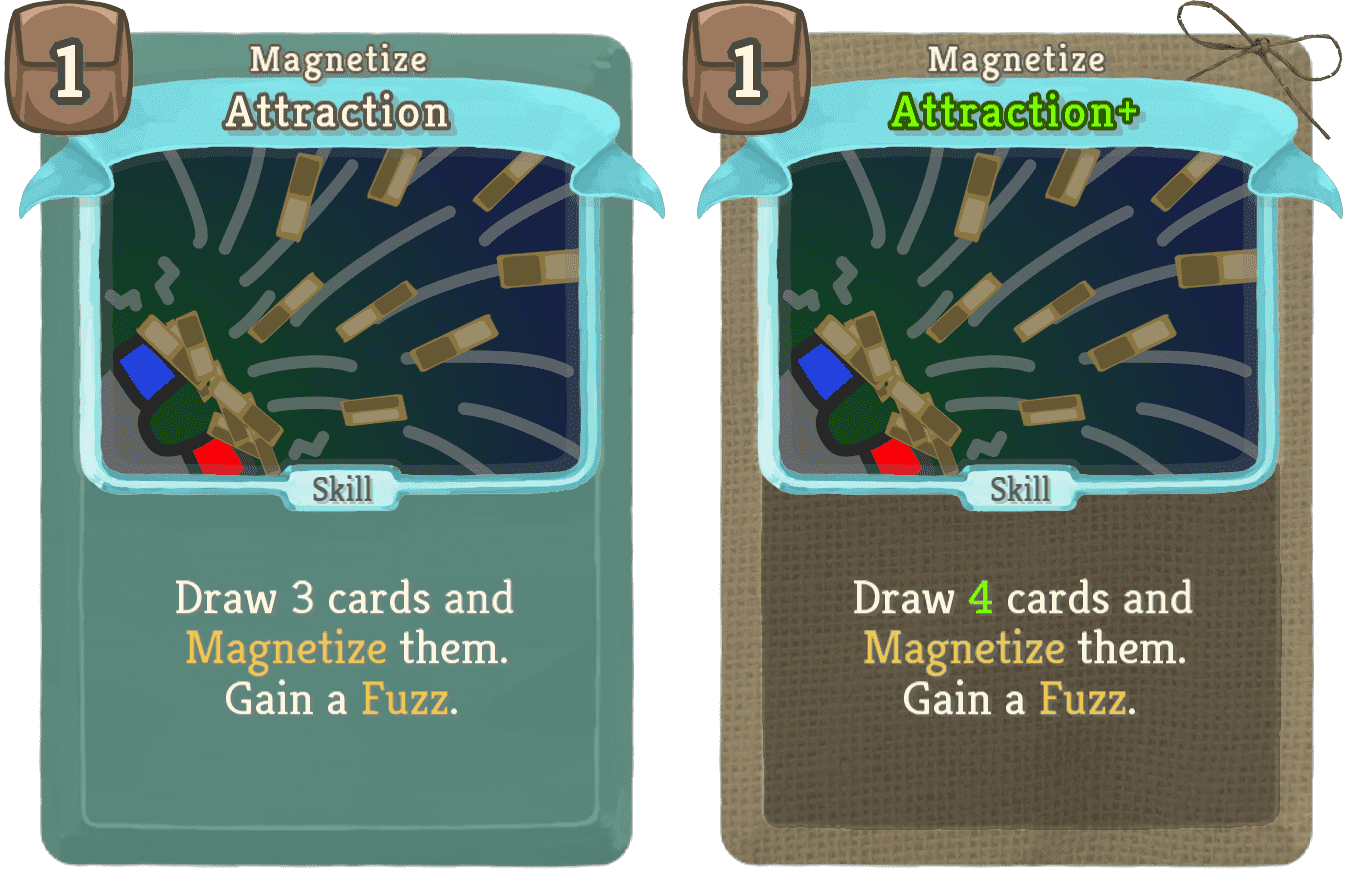 1
Magnetize
Attraction
Skill
Draw 3 cards and
Magnetize them.
Gain a Fuzz.
1
Magnetize
Attraction+
Skill
Draw 4 cards and
Magnetize them.
Gain a Fuzz.